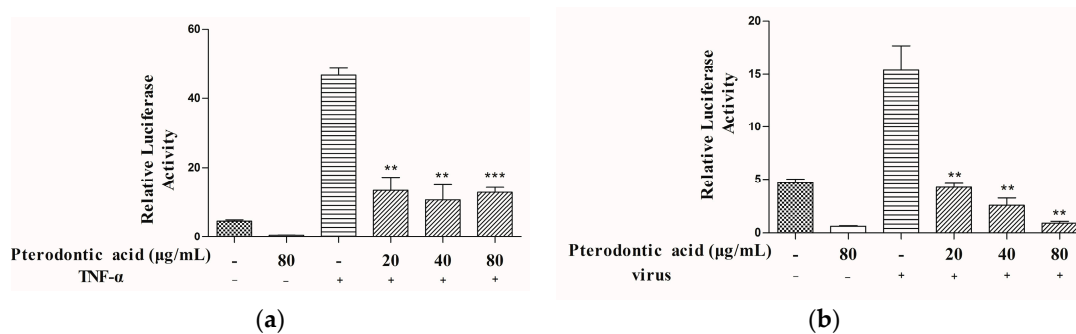 60
40
20
0
Relative Luciferase
Activity
** ** ***
Pterodontic acid (μg/mL) - 80 - 20 40 80
TNF-α - - + + + +
(a)
20
15
10
5
0
Relative Luciferase
Activity
** ** **
Pterodontic acid (μg/mL) - 80 - 20 40 80
virus - - + + + +
(b)